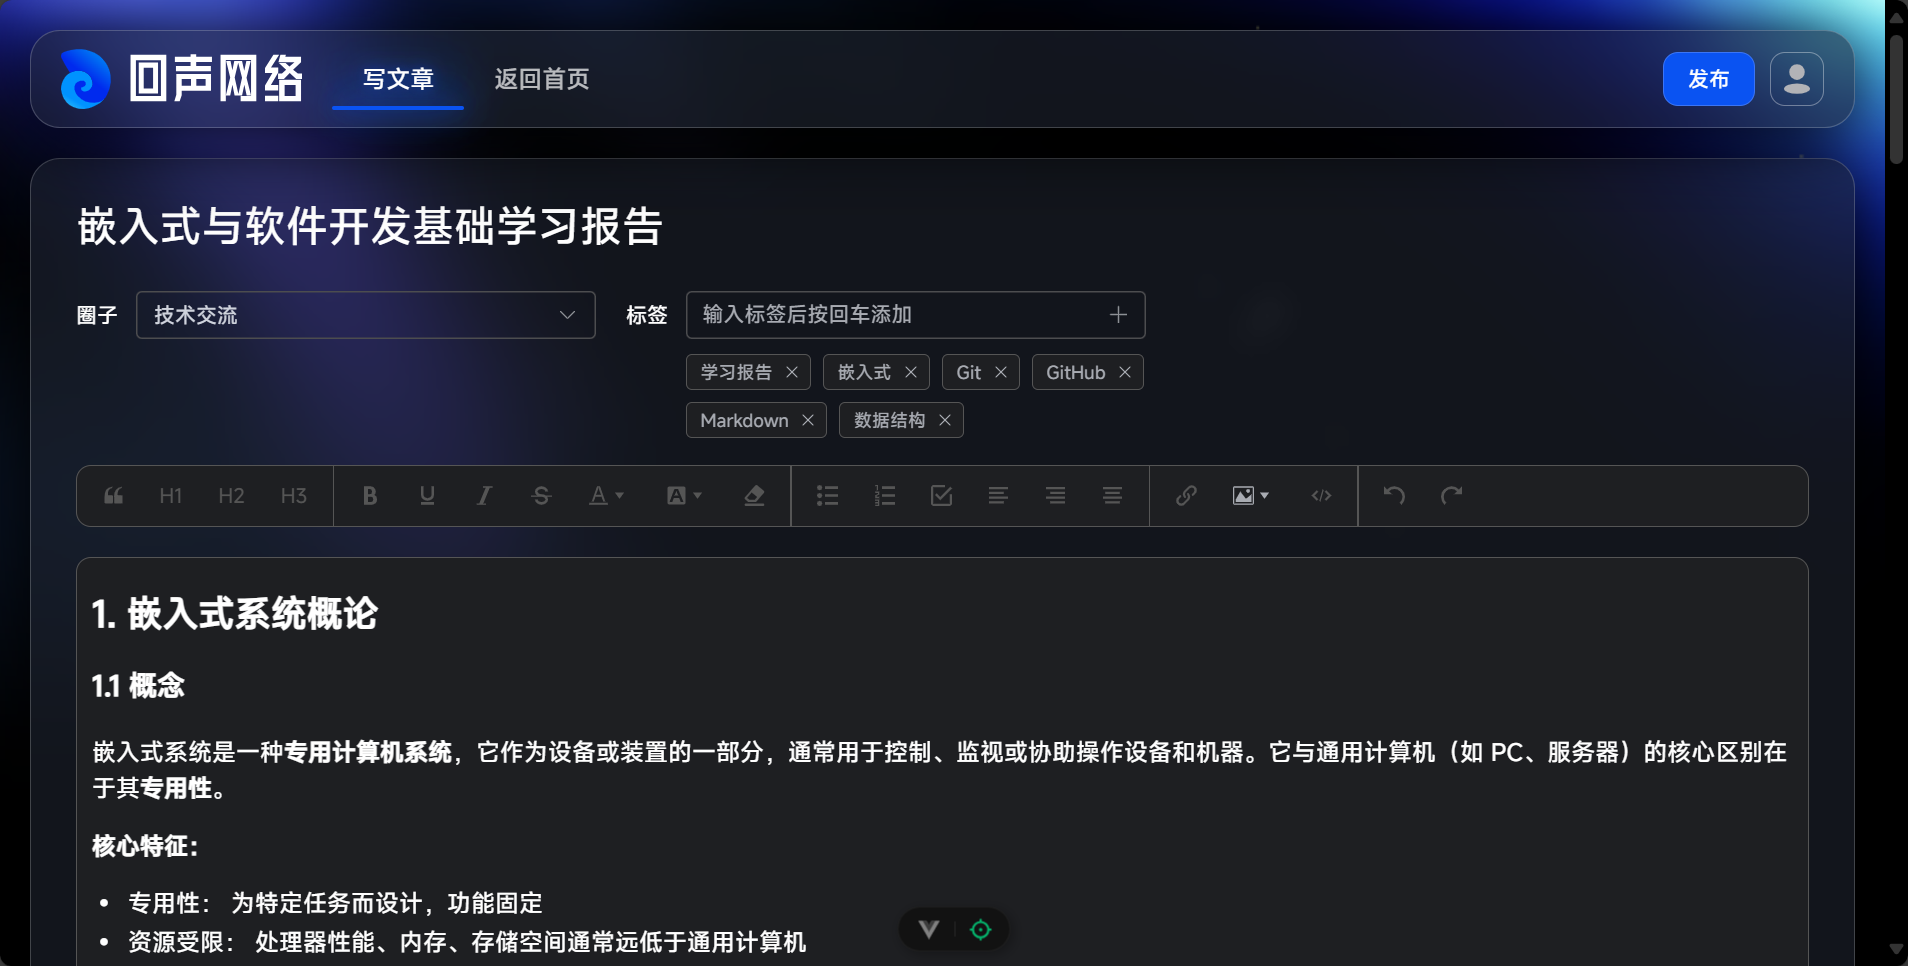 回声网络
写文章
返回首页
发布
嵌入式与软件开发基础学习报告
圈子
技术交流
标签
输入标签后按回车添加
学习报告
嵌入式
Git
GitHub
Markdown
数据结构
H1
H2
H3
B
U
I
S
A
A
1. 嵌入式系统概论
1.1 概念
嵌入式系统是一种专用计算机系统，它作为设备或装置的一部分，通常用于控制、监视或协助操作设备和机器。它与通用计算机（如 PC、服务器）的核心区别在
于其专用性。
核心特征：
• 专用性： 为特定任务而设计，功能固定
• 资源受限： 处理器性能、内存、存储空间通常远低于通用计算机